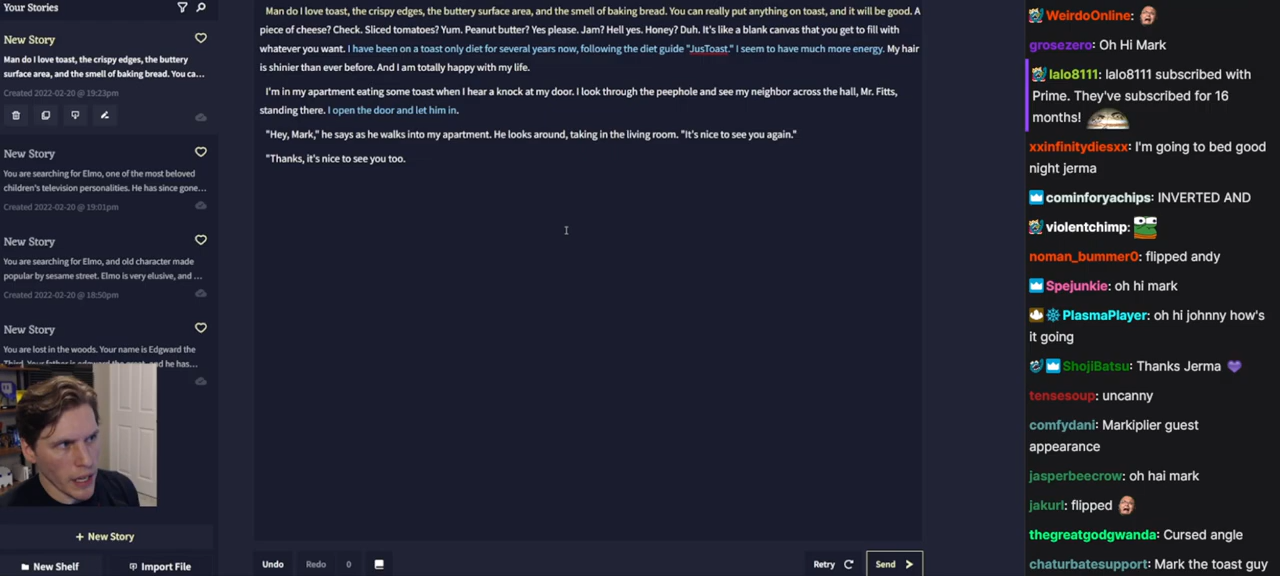 Your Stories
New Story
Man do I love toast, the crispy edges, the
buttery surface area, and the smell of
baking bread. You ca...
Created 2022-02-20 @ 19:23pm
New Story
You are searching for Elmo, one of the most beloved
children's television personalities. He has since gone...
Created 2022-02-20 @ 19:01pm
New Story
You are searching for Elmo, and old character made
popular by sesame street. Elmo is very elusive, and ...
Created 2022-02-20 @ 18:50pm
New Story
You are lost in the woods. Your name is Edgward the
+ New Story
New Shelf
Import File
Man do I love toast, the crispy edges, the buttery surface area, and the smell of baking bread. You can really put anything on toast, and it will be good. A
piece of cheese? Check. Sliced tomatoes? Yum. Peanut butter? Yes please. Jam? Hell yes. Honey? Duh. It's like a blank canvas that you get to fill with
whatever you want. I have been on a toast only diet for several years now, following the diet guide "JusToast." I seem to have much more energy. My hair
is shinier than ever before. And I am totally happy with my life.
I'm in my apartment eating some toast when I hear a knock at my door. I look through the peephole and see my neighbor across the hall, Mr. Fitts,
standing there. I open the door and let him in.
"Hey, Mark," he says as he walks into my apartment. He looks around, taking in the living room. "It's nice to see you again."
"Thanks, it's nice to see you too.
Undo
Redo
0
Retry
Send
WeirdoOnline:
grosezero: Oh Hi Mark
lalo8111: lalo8111 subscribed with
Prime. They've subscribed for 16
months!
xxinfinitydiesxx: I'm going to bed good
night jerma
cominforyachips: INVERTED AND
violentchimp:
noman_bummer0: flipped andy
Spejunkie: oh hi mark
PlasmaPlayer: oh hi johnny how's
it going
ShojiBatsu: Thanks Jerma
tensesoup: uncanny
comfydani: Markiplier guest
appearance
jasperbeecrow: oh hai mark
jakurl: flipped
thegreatgodgwanda: Cursed angle
chaturbatesupport: Mark the toast guy